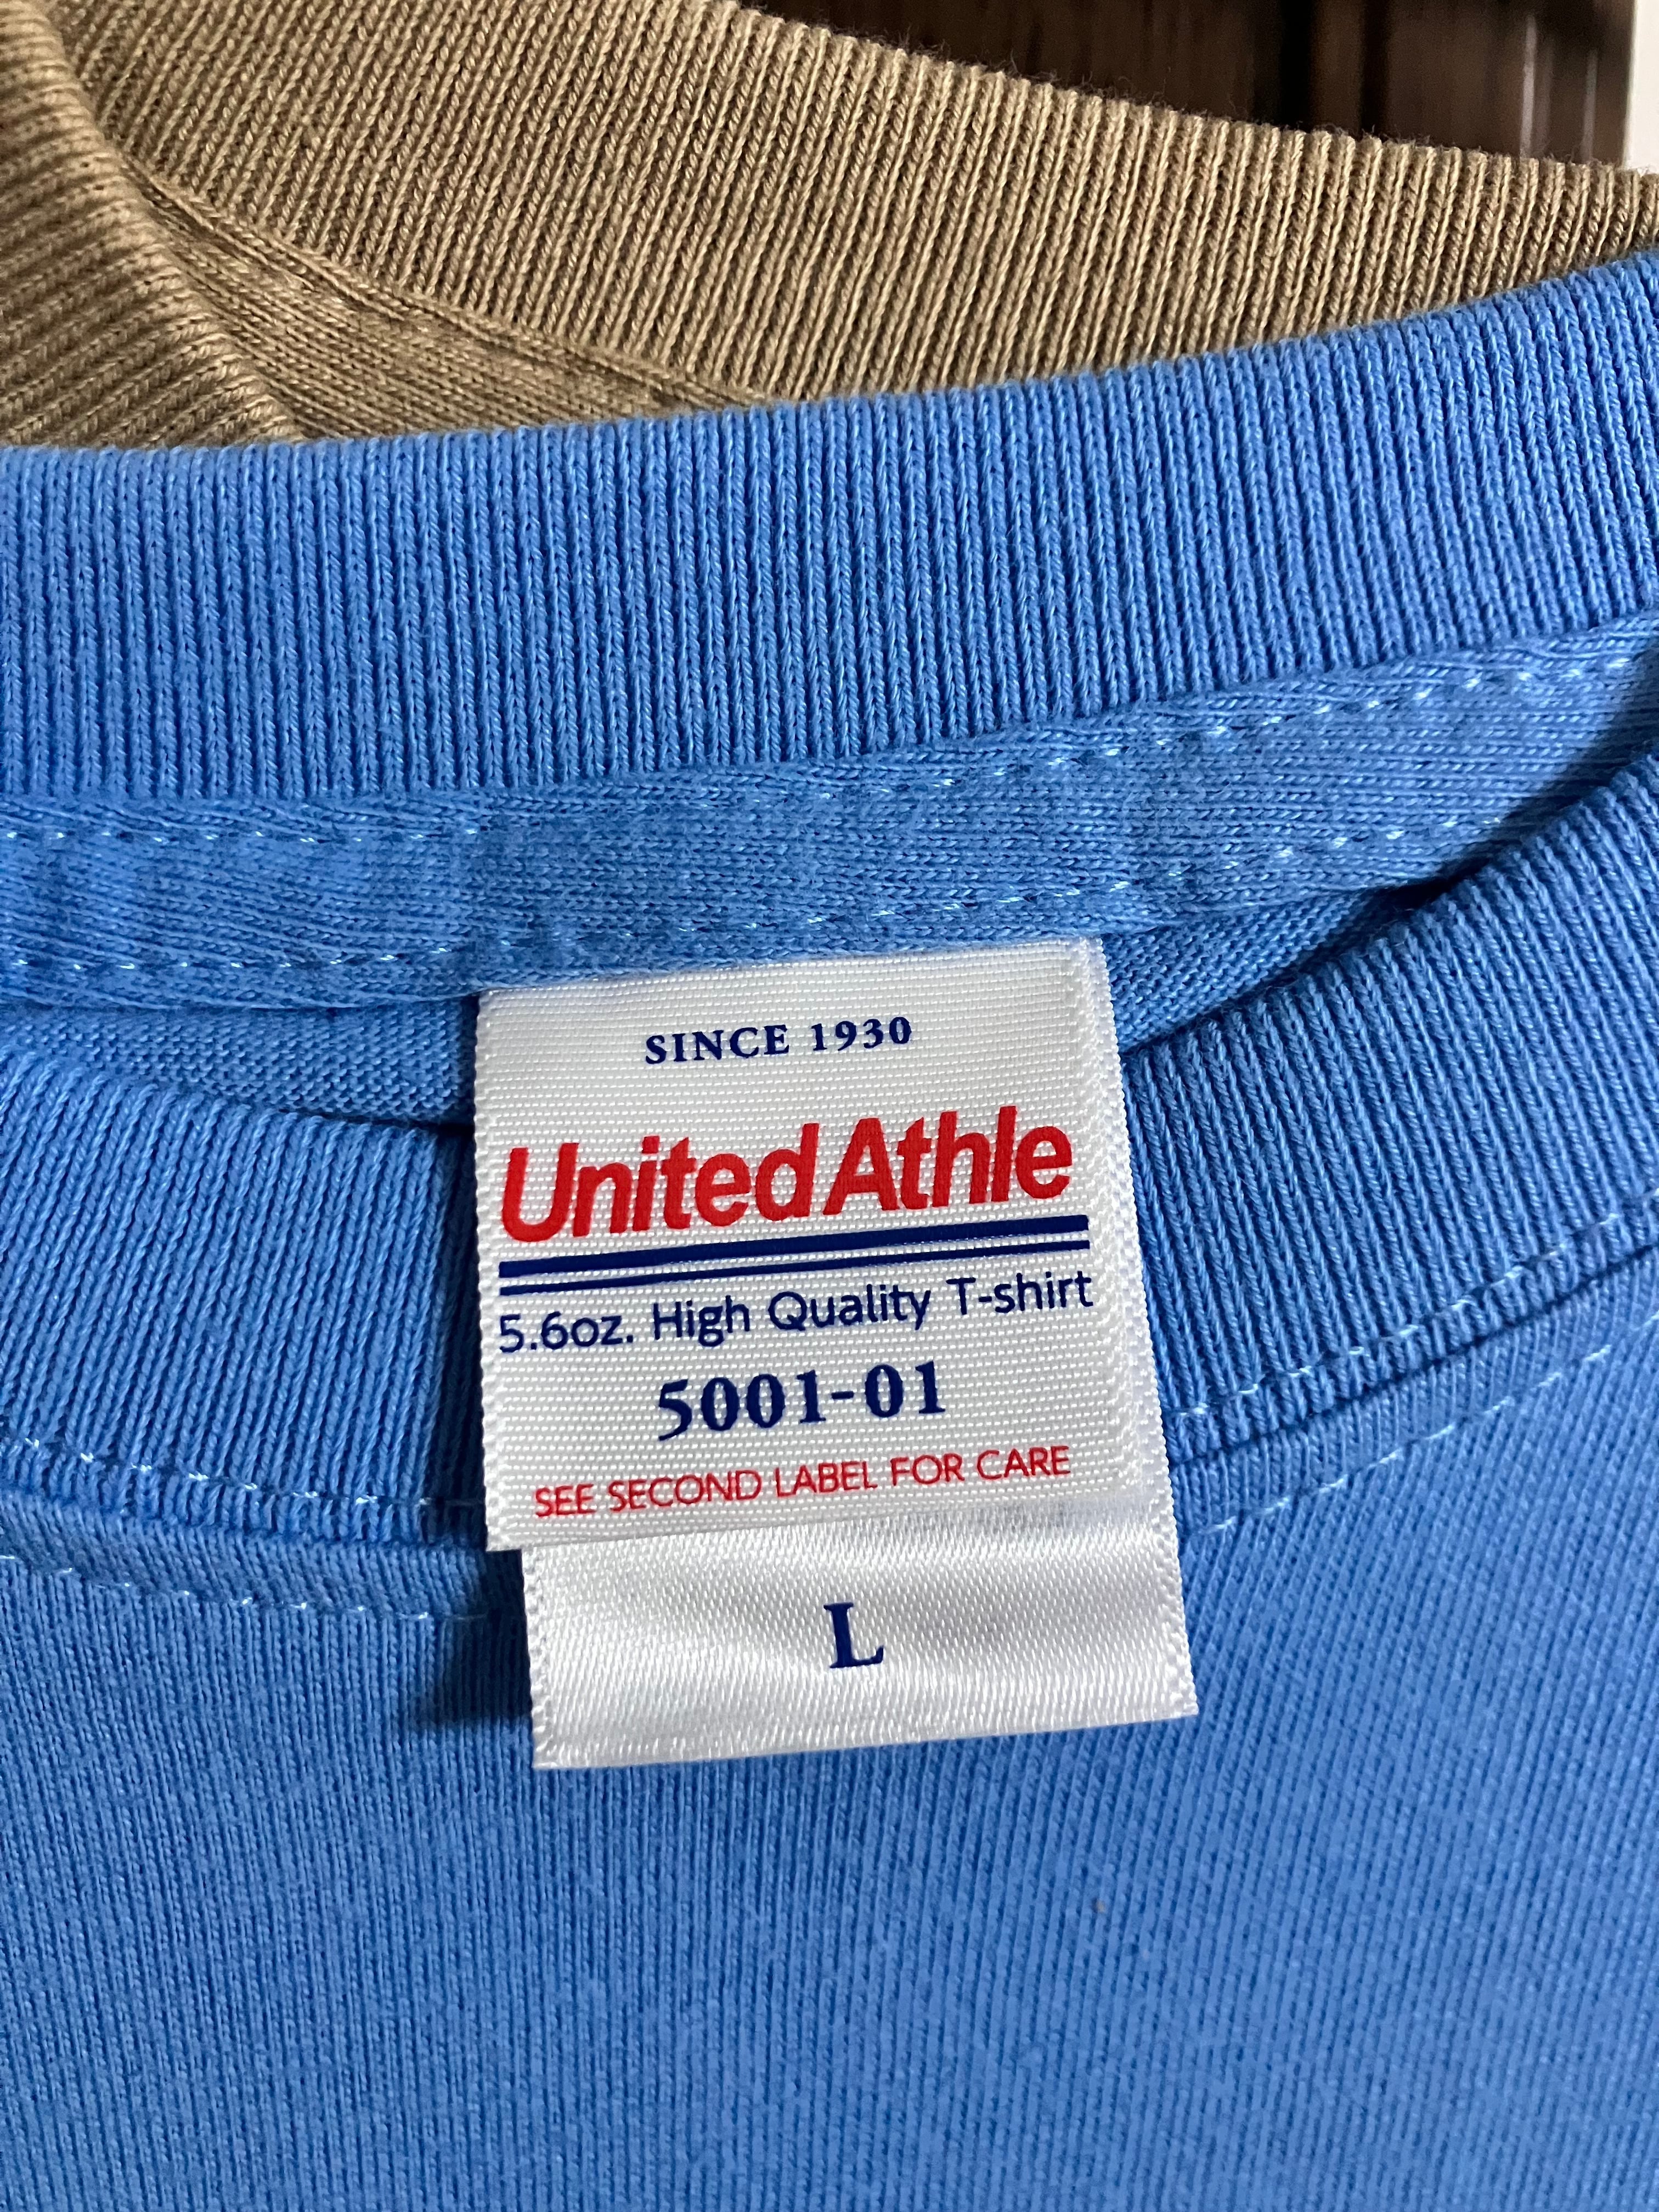 SINCE 1930
United Athle
5.6oz. High Quality T-shirt
5001-01
SEE SECOND LABEL FOR CARE
L